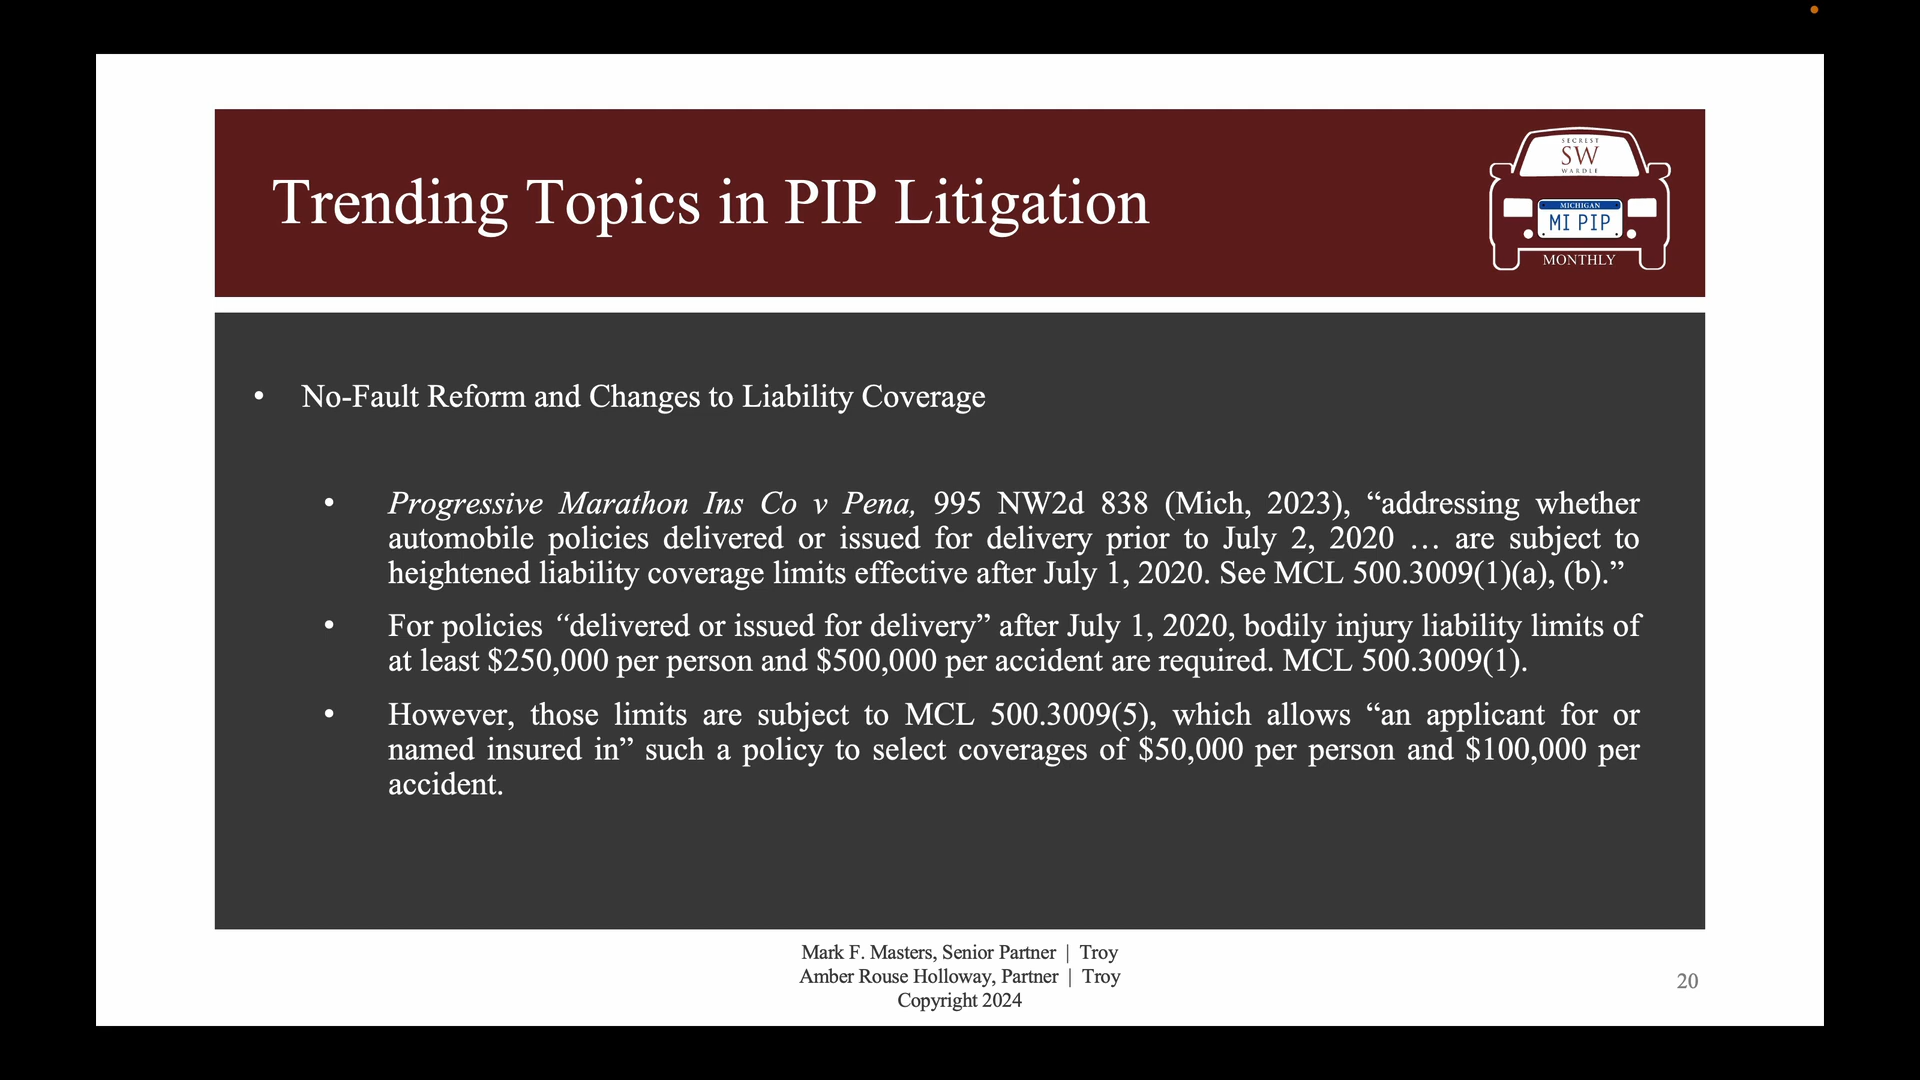 Trending Topics in PIP Litigation
SECREST
SW
WARDLE
MICHIGAN
MI PIP
MONTHLY
• No-Fault Reform and Changes to Liability Coverage
• Progressive Marathon Ins Co v Pena, 995 NW2d 838 (Mich, 2023), “addressing whether
automobile policies delivered or issued for delivery prior to July 2, 2020 … are subject to
heightened liability coverage limits effective after July 1, 2020. See MCL 500.3009(1)(a), (b).”
• For policies “delivered or issued for delivery” after July 1, 2020, bodily injury liability limits of
at least $250,000 per person and $500,000 per accident are required. MCL 500.3009(1).
• However, those limits are subject to MCL 500.3009(5), which allows “an applicant for or
named insured in” such a policy to select coverages of $50,000 per person and $100,000 per
accident.
Mark F. Masters, Senior Partner | Troy
Amber Rouse Holloway, Partner | Troy
Copyright 2024
20